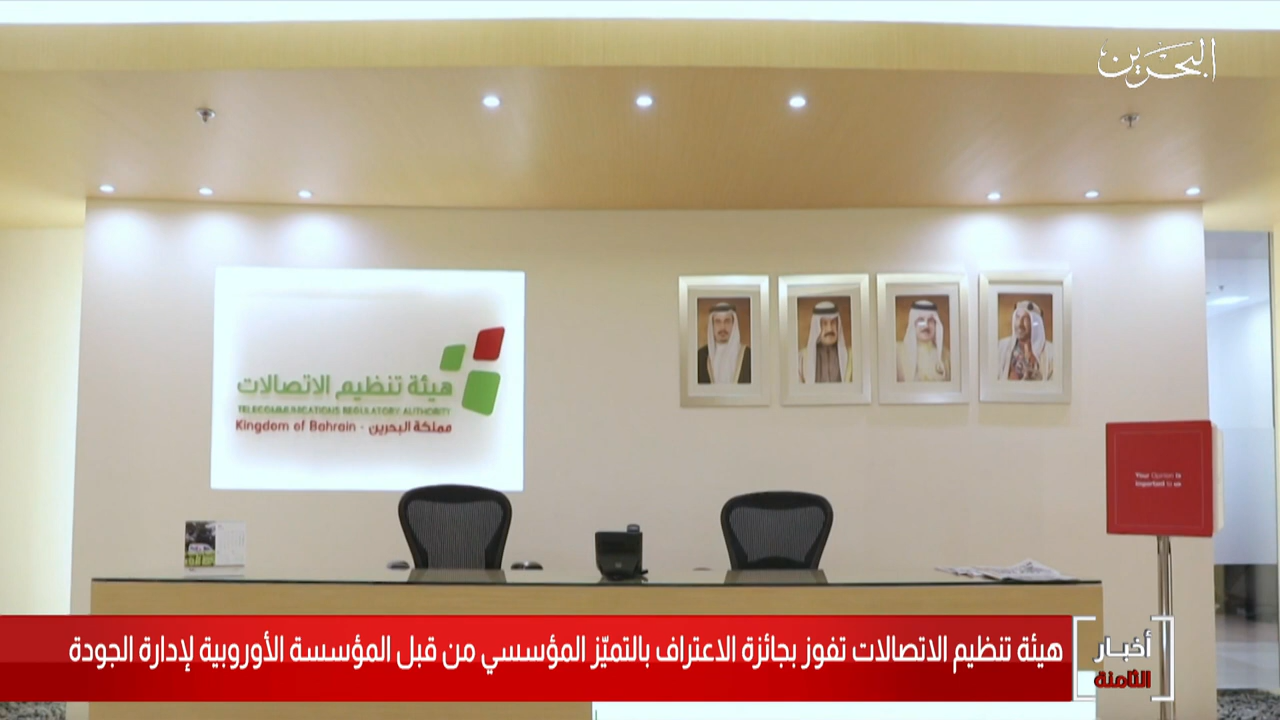 البحرين
هيئة تنظيم الاتصالات
TELECOMMUNICATIONS REGULATORY AUTHORITY
Kingdom of Bahrain - مملكة البحرين
Your Opinion is
important to us
هيئة تنظيم الاتصالات تفوز بجائزة الاعتراف بالتميّز المؤسسي من قبل المؤسسة الأوروبية لإدارة الجودة
أخبار
الثامنة